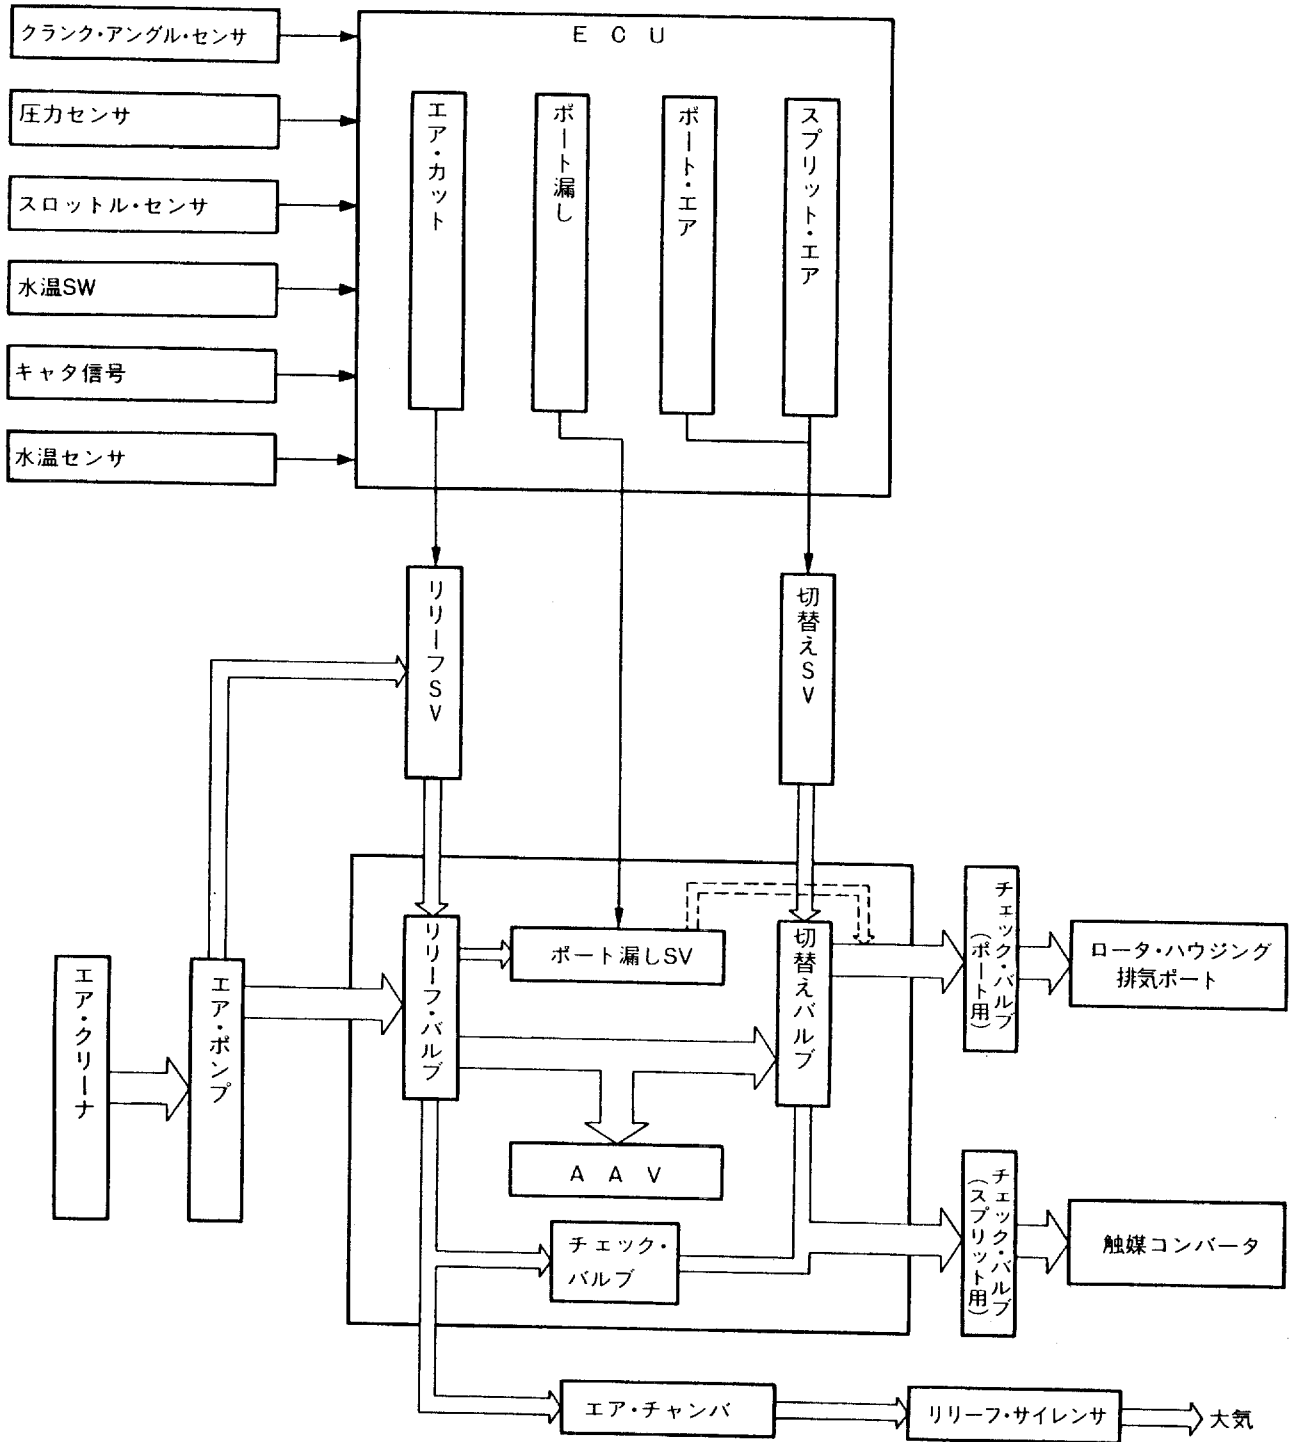 クランク・アングル・センサ
圧力センサ
スロットル・センサ
水温SW
キャタ信号
水温センサ
ECU
エア・カット
ポート漏し
ポート・エア
スプリット・エア
リリーフSV
切替えSV
エア・クリーナ
エア・ポンプ
リリーフ・バルブ
ポート漏しSV
切替えバルブ
AAV
チェック・
バルブ
チェック・バルブ
(ポート用)
ロータ・ハウジング
排気ポート
チェック・バルブ
(スプリット用)
触媒コンバータ
エア・チャンバ
リリーフ・サイレンサ
大気